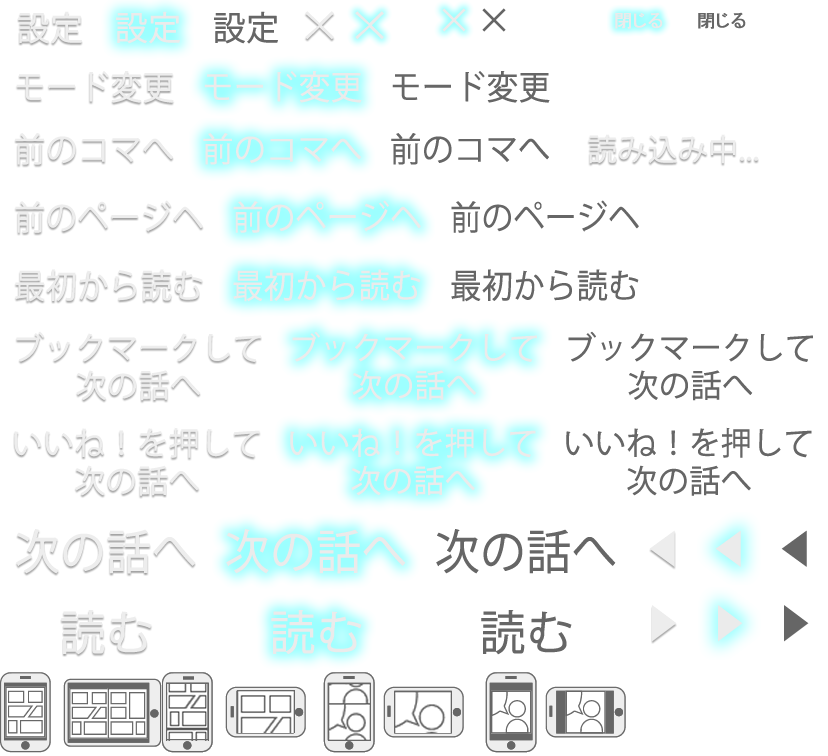 設定 設定 設定 × × × × 閉じる 閉じる
モード変更 モード変更 モード変更
前のコマへ 前のコマへ 前のコマへ 読み込み中...
前のページへ 前のページへ 前のページへ
最初から読む 最初から読む 最初から読む
ブックマークして ブックマークして ブックマークして
次の話へ 次の話へ 次の話へ
いいね！を押して いいね！を押して いいね！を押して
次の話へ 次の話へ 次の話へ
次の話へ 次の話へ 次の話へ
読む 読む 読む